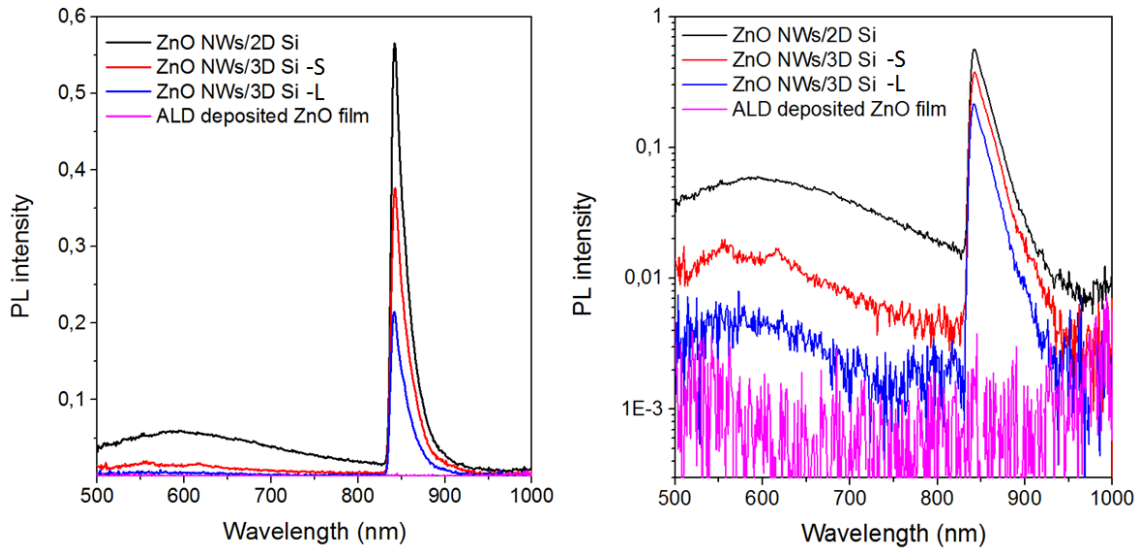 0,6
0,5
0,4
0,3
0,2
0,1
PL intensity
ZnO NWs/2D Si
ZnO NWs/3D Si -S
ZnO NWs/3D Si -L
ALD deposited ZnO film
500 600 700 800 900 1000
Wavelength (nm)
1
0,1
0,01
1E-3
PL intensity
ZnO NWs/2D Si
ZnO NWs/3D Si -S
ZnO NWs/3D Si -L
ALD deposited ZnO film
500 600 700 800 900 1000
Wavelength (nm)